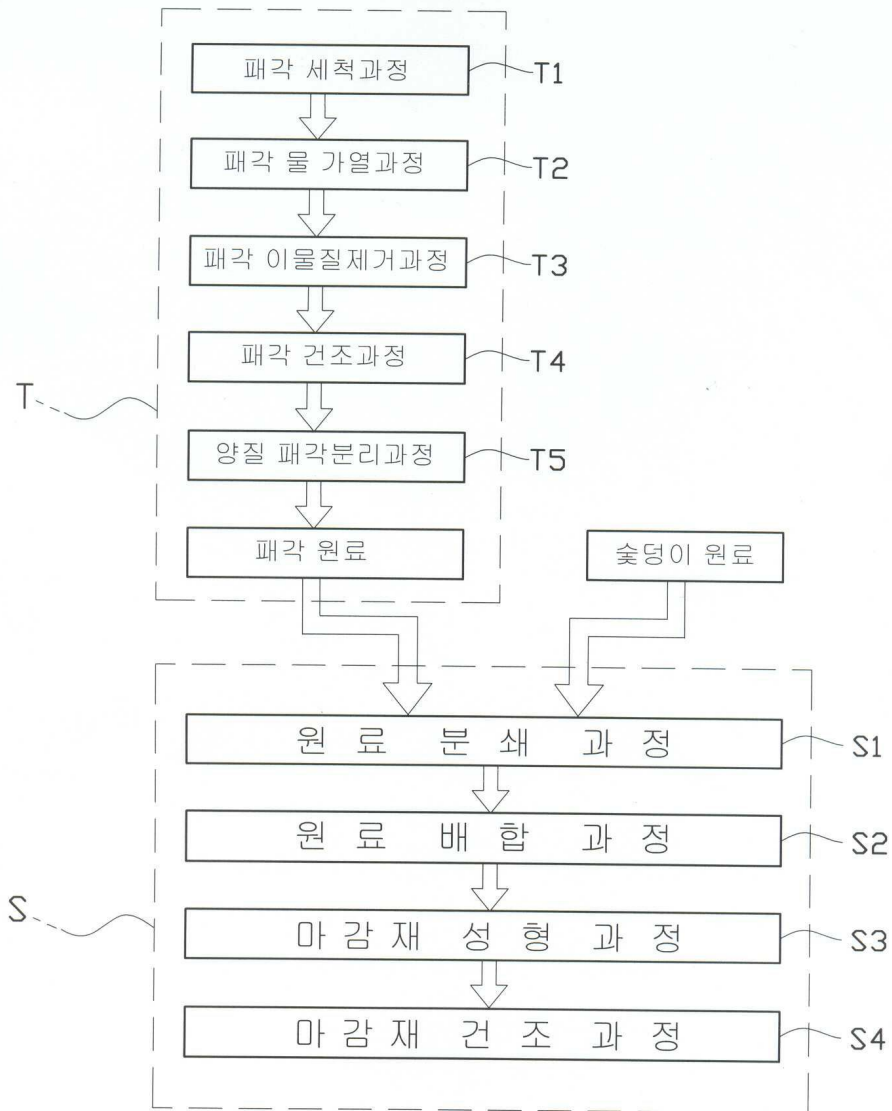 패각 세척과정 T1
패각 물 가열과정 T2
패각 이물질제거과정 T3
패각 건조과정 T4
T
양질 패각분리과정 T5
패각 원료
숯덩이 원료
원료 분쇄 과정 S1
원료 배합 과정 S2
S
마감재 성형 과정 S3
마감재 건조 과정 S4